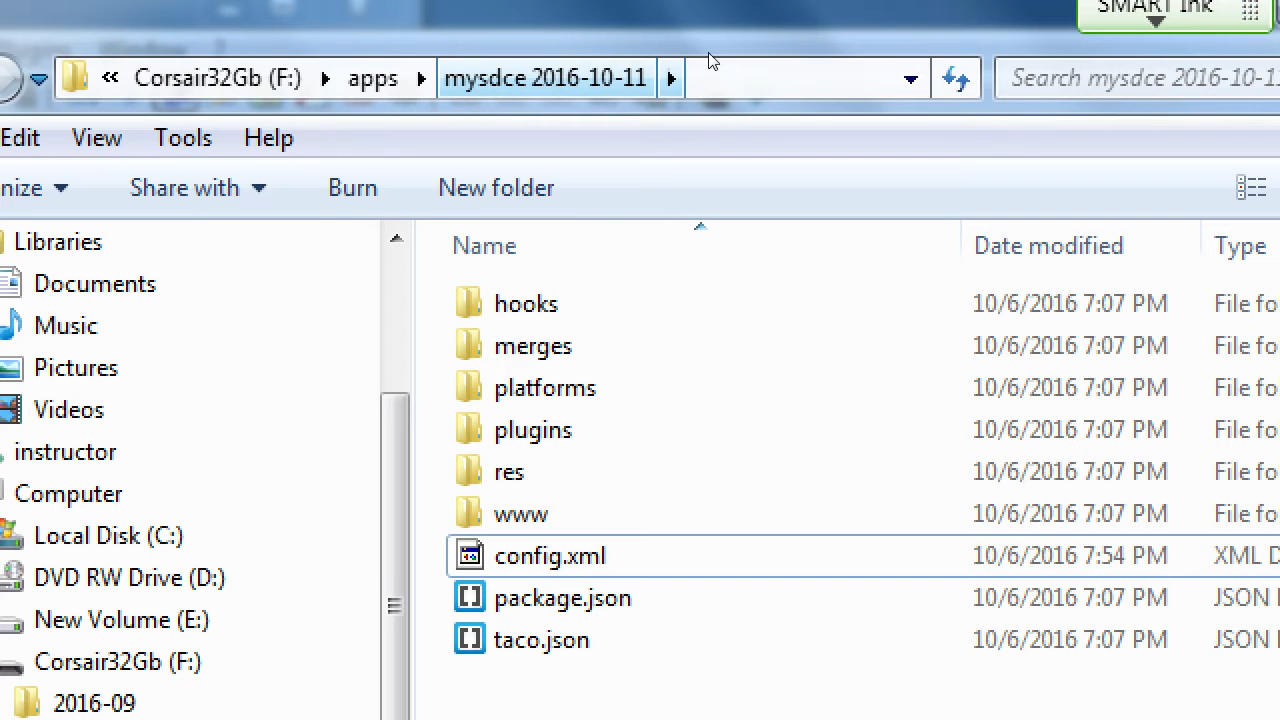 SMART Ink
« Corsair32Gb (F:) apps mysdce 2016-10-11 Search mysdce 2016-10-11
Edit View Tools Help
nize Share with Burn New folder
Name Date modified Type
Libraries
Documents
Music
Pictures
Videos
instructor
Computer
Local Disk (C:)
DVD RW Drive (D:)
New Volume (E:)
Corsair32Gb (F:)
2016-09
hooks 10/6/2016 7:07 PM File fo
merges 10/6/2016 7:07 PM File fo
platforms 10/6/2016 7:07 PM File fo
plugins 10/6/2016 7:07 PM File fo
res 10/6/2016 7:07 PM File fo
www 10/6/2016 7:07 PM File fo
config.xml 10/6/2016 7:54 PM XML D
package.json 10/6/2016 7:07 PM JSON
taco.json 10/6/2016 7:07 PM JSON